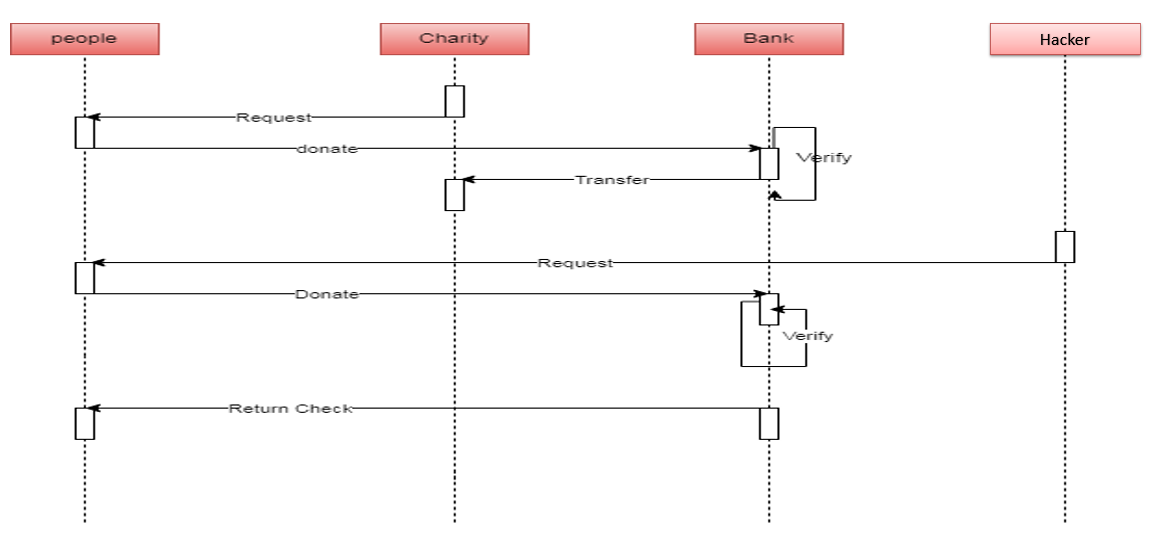 people
Charity
Bank
Hacker
Request
donate
Verify
Transfer
Request
Donate
Verify
Return Check